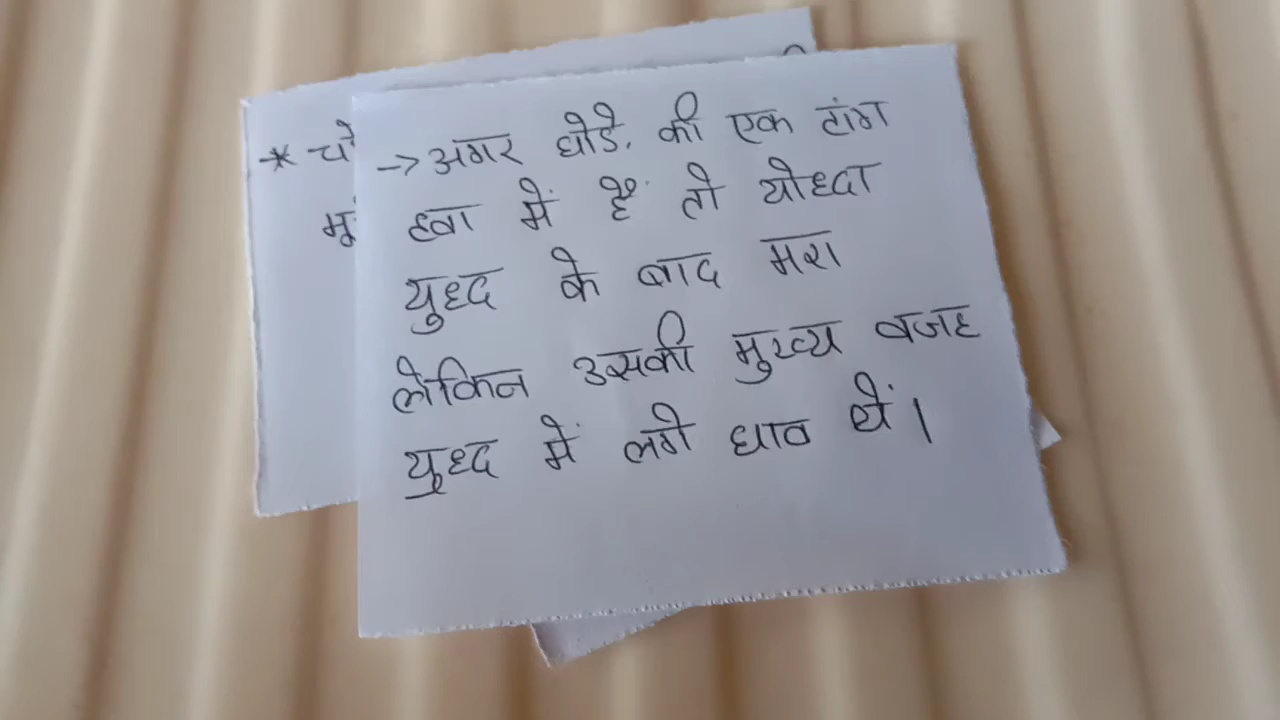 * च
मू
→ अगर घोडे. की एक टांग
हवा में हैं तो योध्दा
युध्द के बाद मरा
लेकिन उसकी मुख्य वजह
युध्द में लगे घाव थें।